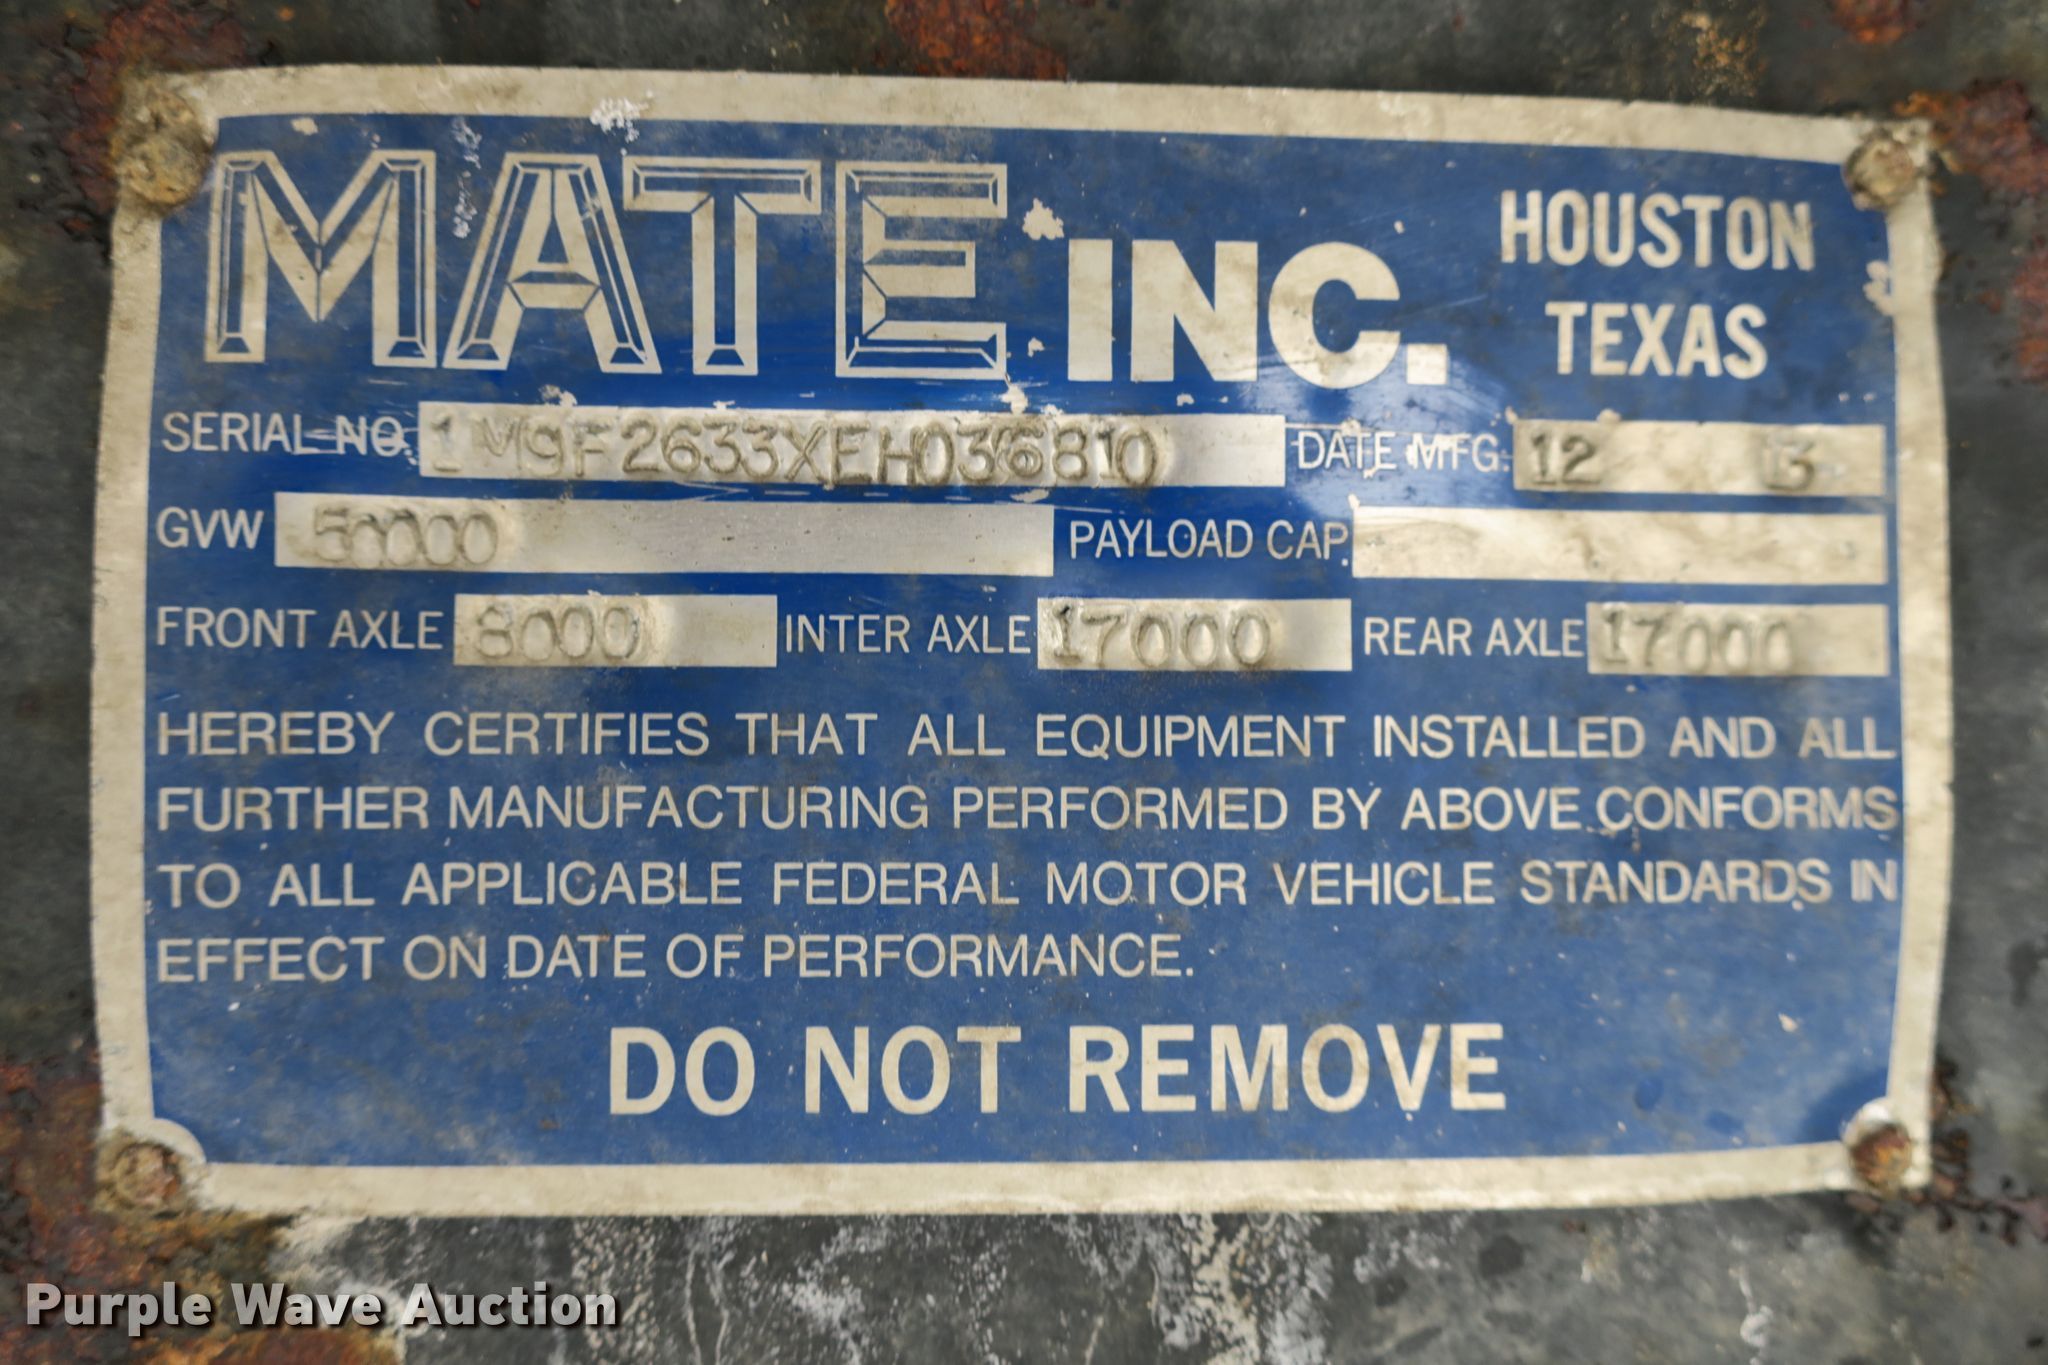 MATE INC. HOUSTON TEXAS
SERIAL NO. 1M9F2633XEH036810 DATE MFG. 12 13
GVW 50000 PAYLOAD CAP.
FRONT AXLE 8000 INTER AXLE 17000 REAR AXLE 17000
HEREBY CERTIFIES THAT ALL EQUIPMENT INSTALLED AND ALL
FURTHER MANUFACTURING PERFORMED BY ABOVE CONFORMS
TO ALL APPLICABLE FEDERAL MOTOR VEHICLE STANDARDS IN
EFFECT ON DATE OF PERFORMANCE.
DO NOT REMOVE
Purple Wave Auction